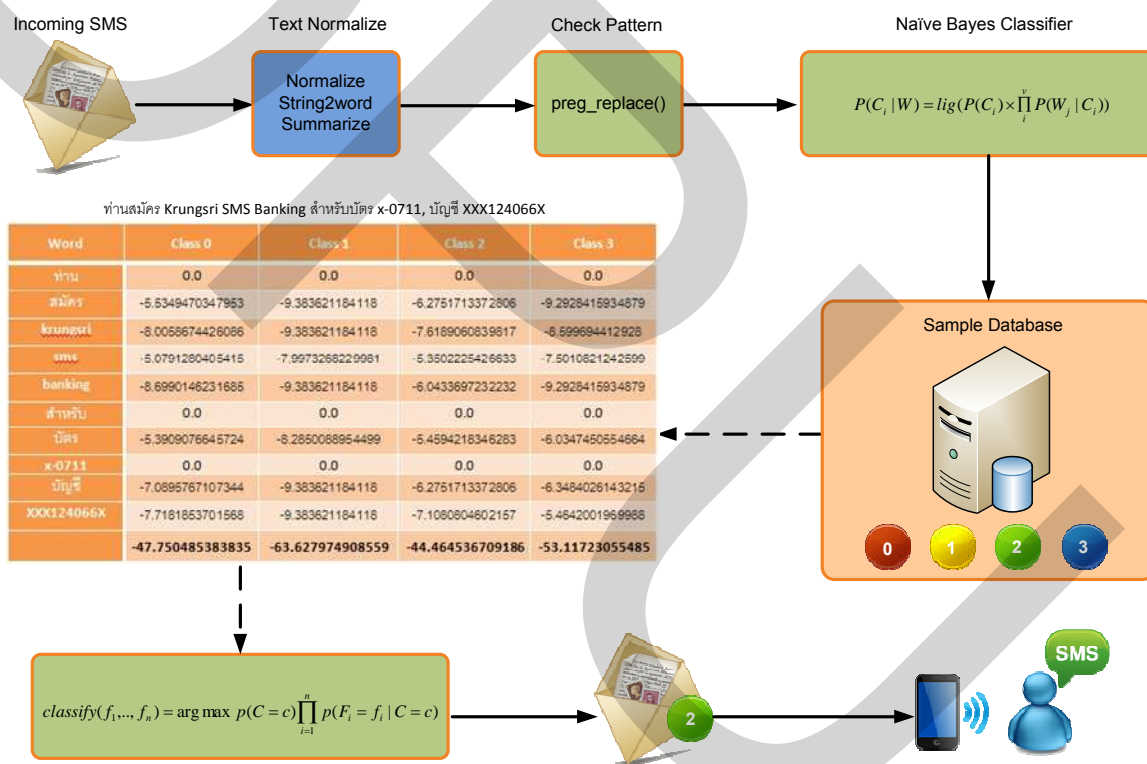 Incoming SMS
Text Normalize
Check Pattern
Naïve Bayes Classifier
Normalize
String2word
Summarize
preg_replace()
P(C_i | W) = lig(P(C_i) × ∏_i^v P(W_j | C_i))
ท่านสมัคร Krungsri SMS Banking สำหรับบัตร x-0711, บัญชี XXX124066X
Word Class 0 Class 1 Class 2 Class 3
ท่าน 0.0 0.0 0.0 0.0
สมัคร -5.5349470347953 -9.383621184118 -6.2751713372806 -9.2928415934879
krungsri -8.0058674426086 -9.383621184118 -7.6189060839817 -8.599694412928
sms -5.0791280405415 -7.9973268229981 -5.3502225426633 -7.5010821242599
banking -8.6990146231685 -9.383621184118 -6.0433697232232 -9.2928415934879
สำหรับ 0.0 0.0 0.0 0.0
บัตร -5.3909076645724 -8.2850088954499 -5.4594218346283 -6.0347450554664
x-0711 0.0 0.0 0.0 0.0
บัญชี -7.0895767107344 -9.383621184118 -6.2751713372806 -6.3484026143215
XXX124066X -7.7181853701568 -9.383621184118 -7.1080804602157 -5.4642001969988
-47.750485383835 -63.627974908559 -44.464536709186 -53.11723055485
Sample Database
0 1 2 3
classify(f_1,.., f_n) = arg max p(C = c) ∏_{i=1}^n p(F_i = f_i | C = c)
2
SMS